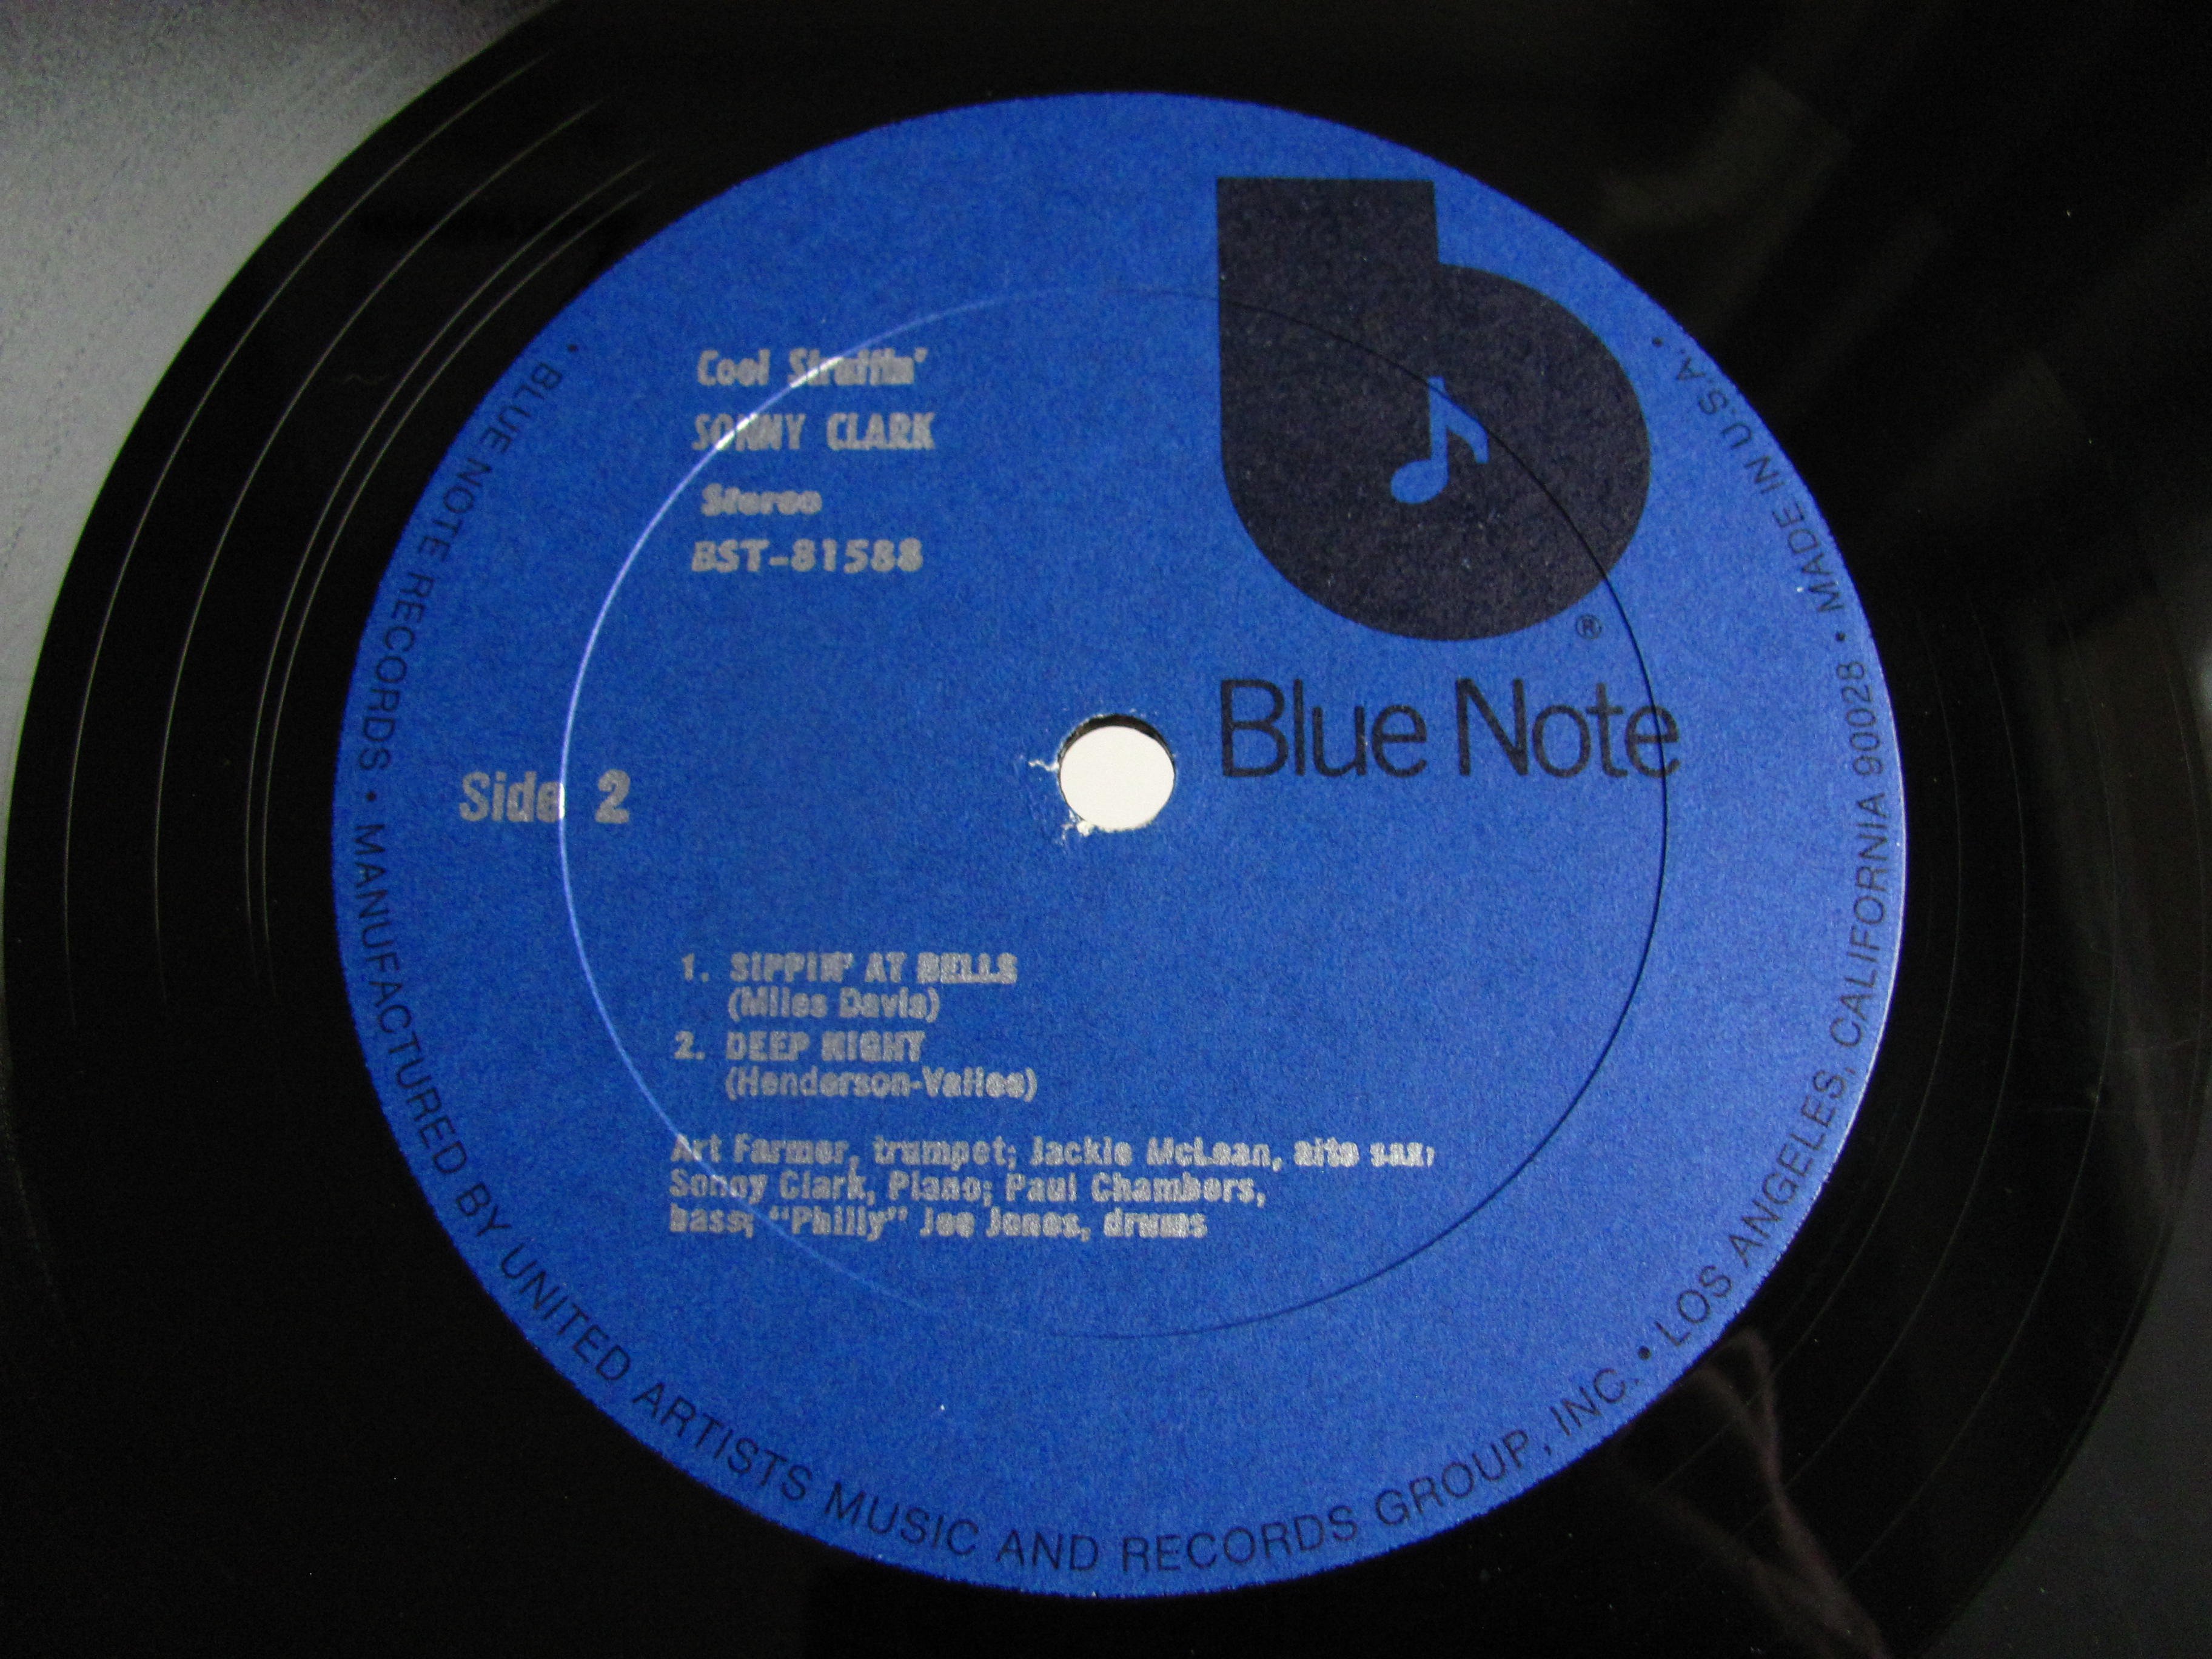 Cool Struttin'
SONNY CLARK
Stereo
BST-81588
®
Blue Note
Side 2
1. SIPPIN' AT BELLS
(Miles Davis)
2. DEEP NIGHT
(Henderson-Vallee)
Art Farmer, trumpet; Jackie McLean, alto sax;
Sonny Clark, Piano; Paul Chambers,
bass; "Philly" Joe Jones, drums
• BLUE NOTE RECORDS • MANUFACTURED BY UNITED ARTISTS MUSIC AND RECORDS GROUP, INC. • LOS ANGELES, CALIFORNIA 90028 • MADE IN U.S.A. •